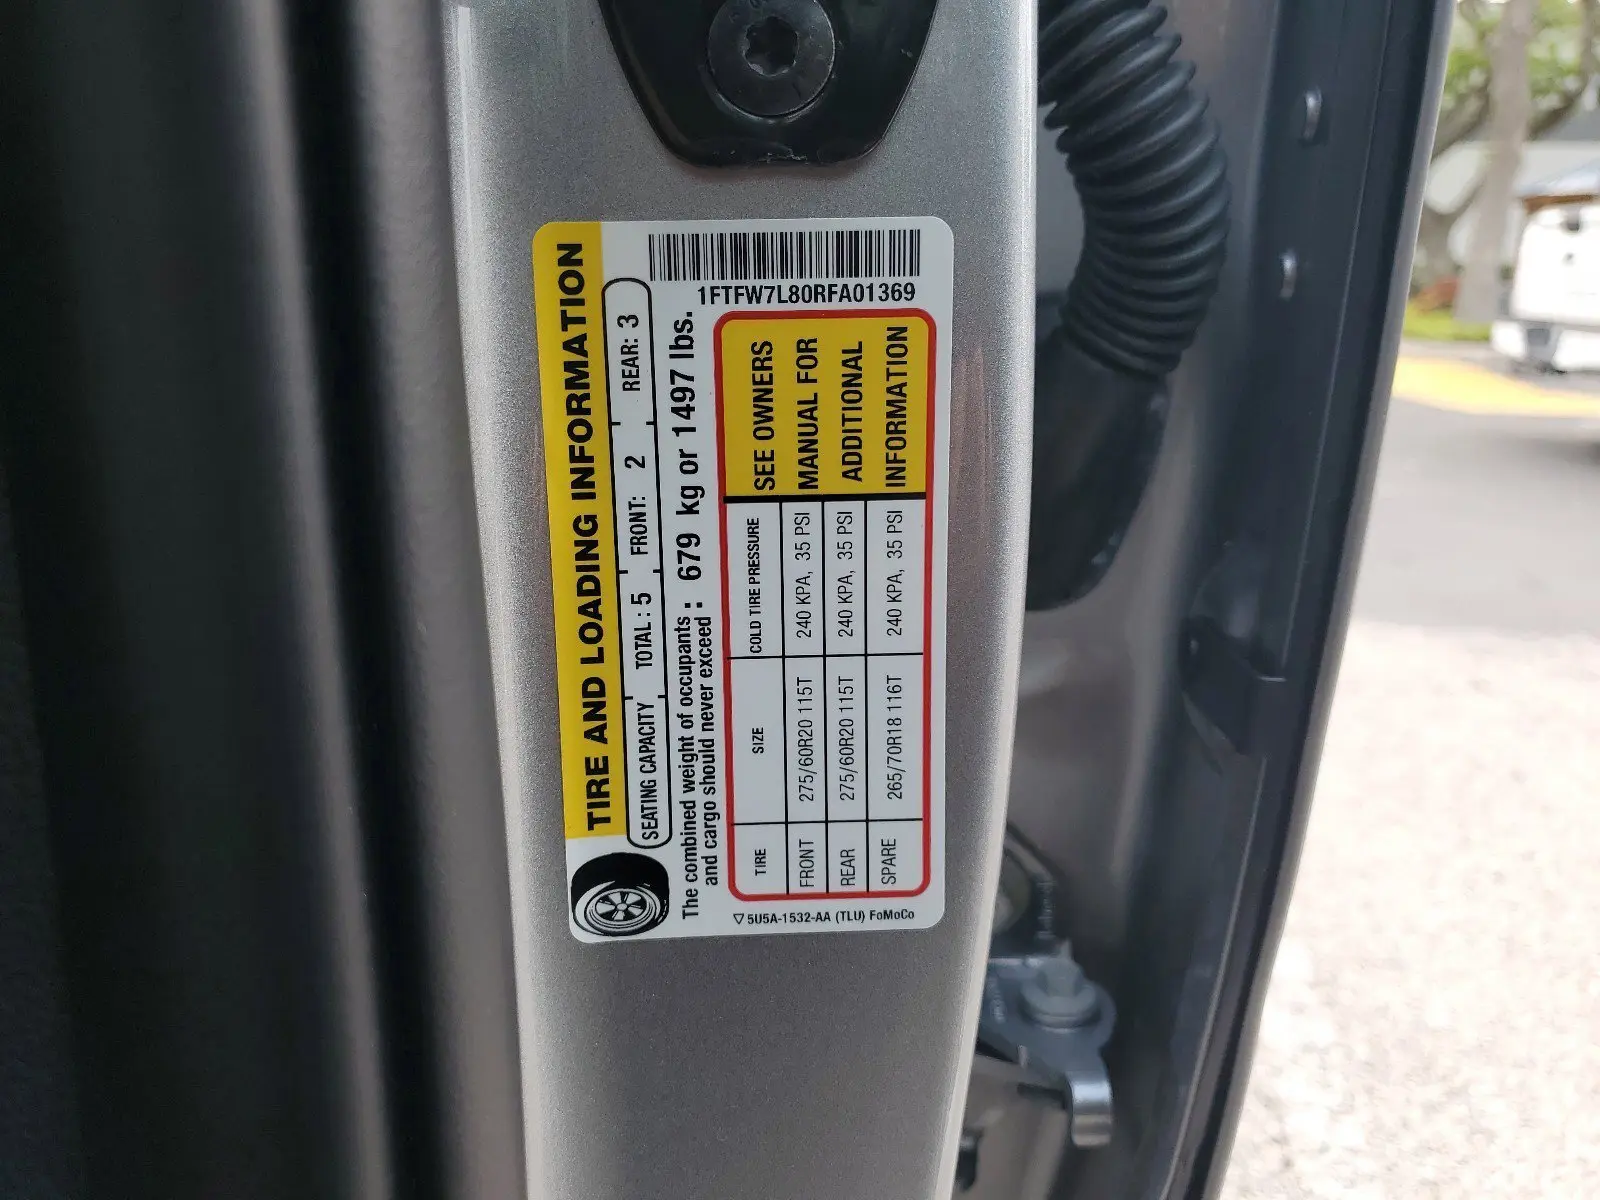 TIRE AND LOADING INFORMATION
SEATING CAPACITY TOTAL : 5 FRONT: 2 REAR: 3
The combined weight of occupants and cargo should never exceed : 679 kg or 1497 lbs.
1FTFW7L80RFA01369
TIRE SIZE COLD TIRE PRESSURE
FRONT 275/60R20 115T 240 KPA, 35 PSI
REAR 275/60R20 115T 240 KPA, 35 PSI
SPARE 265/70R18 116T 240 KPA, 35 PSI
SEE OWNERS
MANUAL FOR
ADDITIONAL
INFORMATION
▽ 5U5A-1532-AA (TLU) FoMoCo